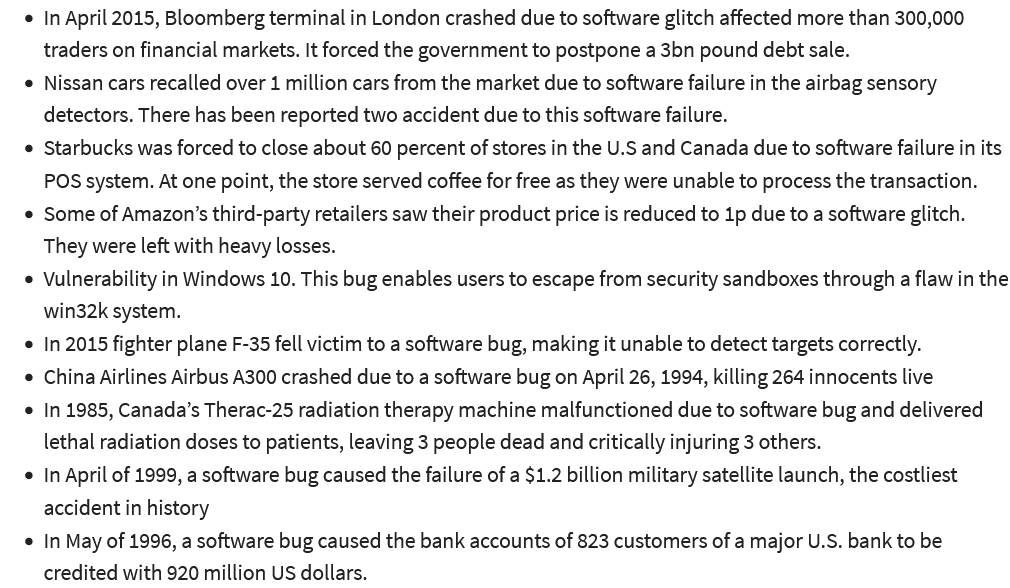 • In April 2015, Bloomberg terminal in London crashed due to software glitch affected more than 300,000
traders on financial markets. It forced the government to postpone a 3bn pound debt sale.
• Nissan cars recalled over 1 million cars from the market due to software failure in the airbag sensory
detectors. There has been reported two accident due to this software failure.
• Starbucks was forced to close about 60 percent of stores in the U.S and Canada due to software failure in its
POS system. At one point, the store served coffee for free as they were unable to process the transaction.
• Some of Amazon’s third-party retailers saw their product price is reduced to 1p due to a software glitch.
They were left with heavy losses.
• Vulnerability in Windows 10. This bug enables users to escape from security sandboxes through a flaw in the
win32k system.
• In 2015 fighter plane F-35 fell victim to a software bug, making it unable to detect targets correctly.
• China Airlines Airbus A300 crashed due to a software bug on April 26, 1994, killing 264 innocents live
• In 1985, Canada’s Therac-25 radiation therapy machine malfunctioned due to software bug and delivered
lethal radiation doses to patients, leaving 3 people dead and critically injuring 3 others.
• In April of 1999, a software bug caused the failure of a $1.2 billion military satellite launch, the costliest
accident in history
• In May of 1996, a software bug caused the bank accounts of 823 customers of a major U.S. bank to be
credited with 920 million US dollars.